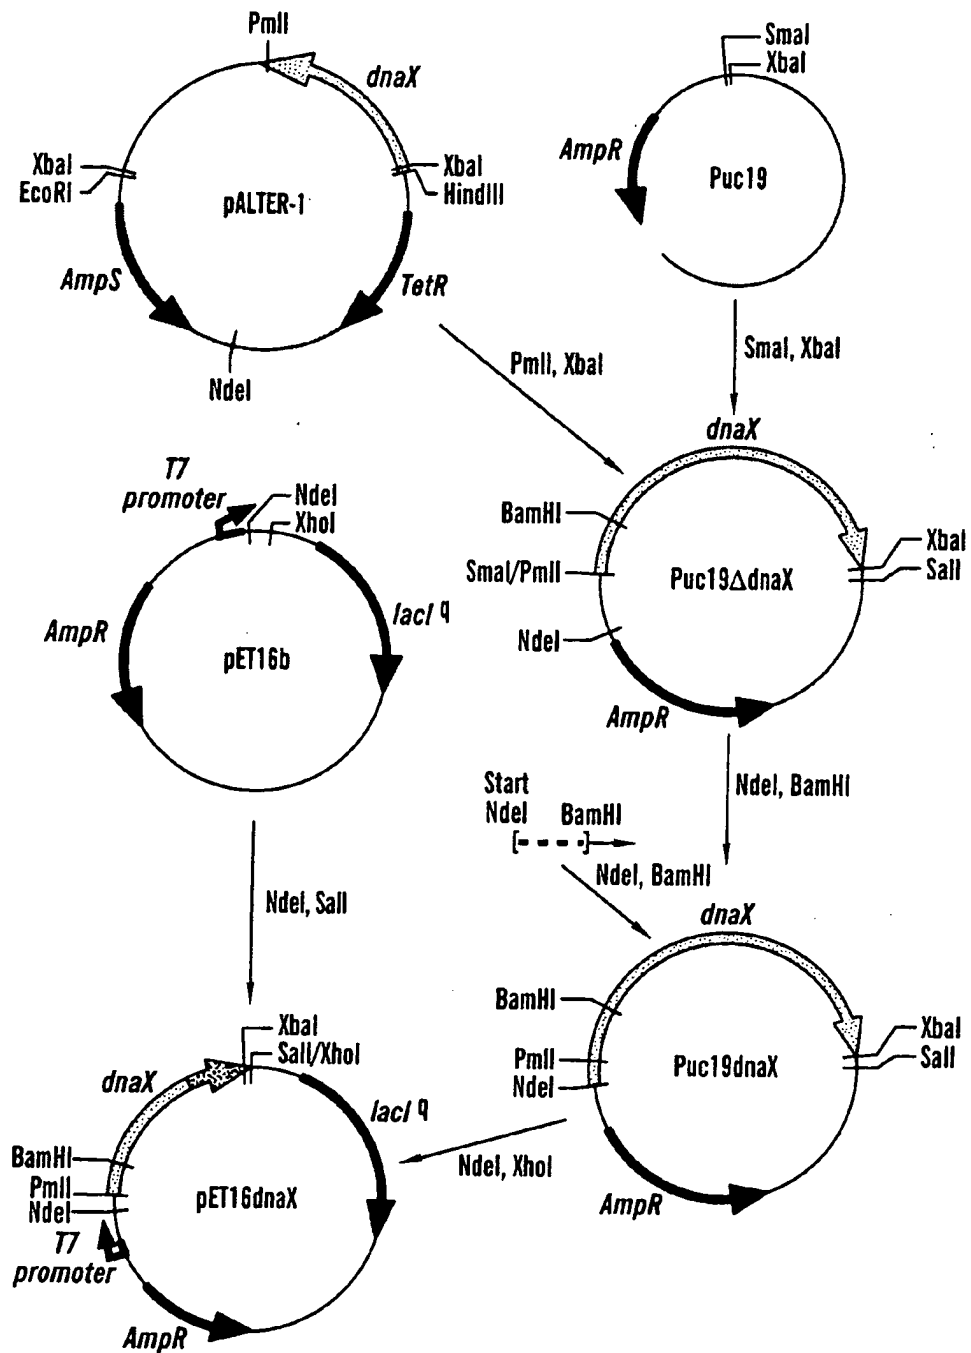 PmlI
dnaX
XbaI
EcoRI
XbaI
HindIII
pALTER-1
AmpS
TetR
NdeI
SmaI
XbaI
AmpR
Puc19
PmlI, XbaI
SmaI, XbaI
T7
promoter
NdeI
XhoI
AmpR
lacI q
pET16b
dnaX
BamHI
SmaI/PmlI
NdeI
XbaI
SalI
Puc19ΔdnaX
AmpR
NdeI, BamHI
Start
NdeI
BamHI
NdeI, BamHI
NdeI, SalI
dnaX
BamHI
PmlI
NdeI
XbaI
SalI
Puc19dnaX
AmpR
NdeI, XhoI
XbaI
SalI/XhoI
dnaX
lacI q
BamHI
PmlI
NdeI
pET16dnaX
T7
promoter
AmpR